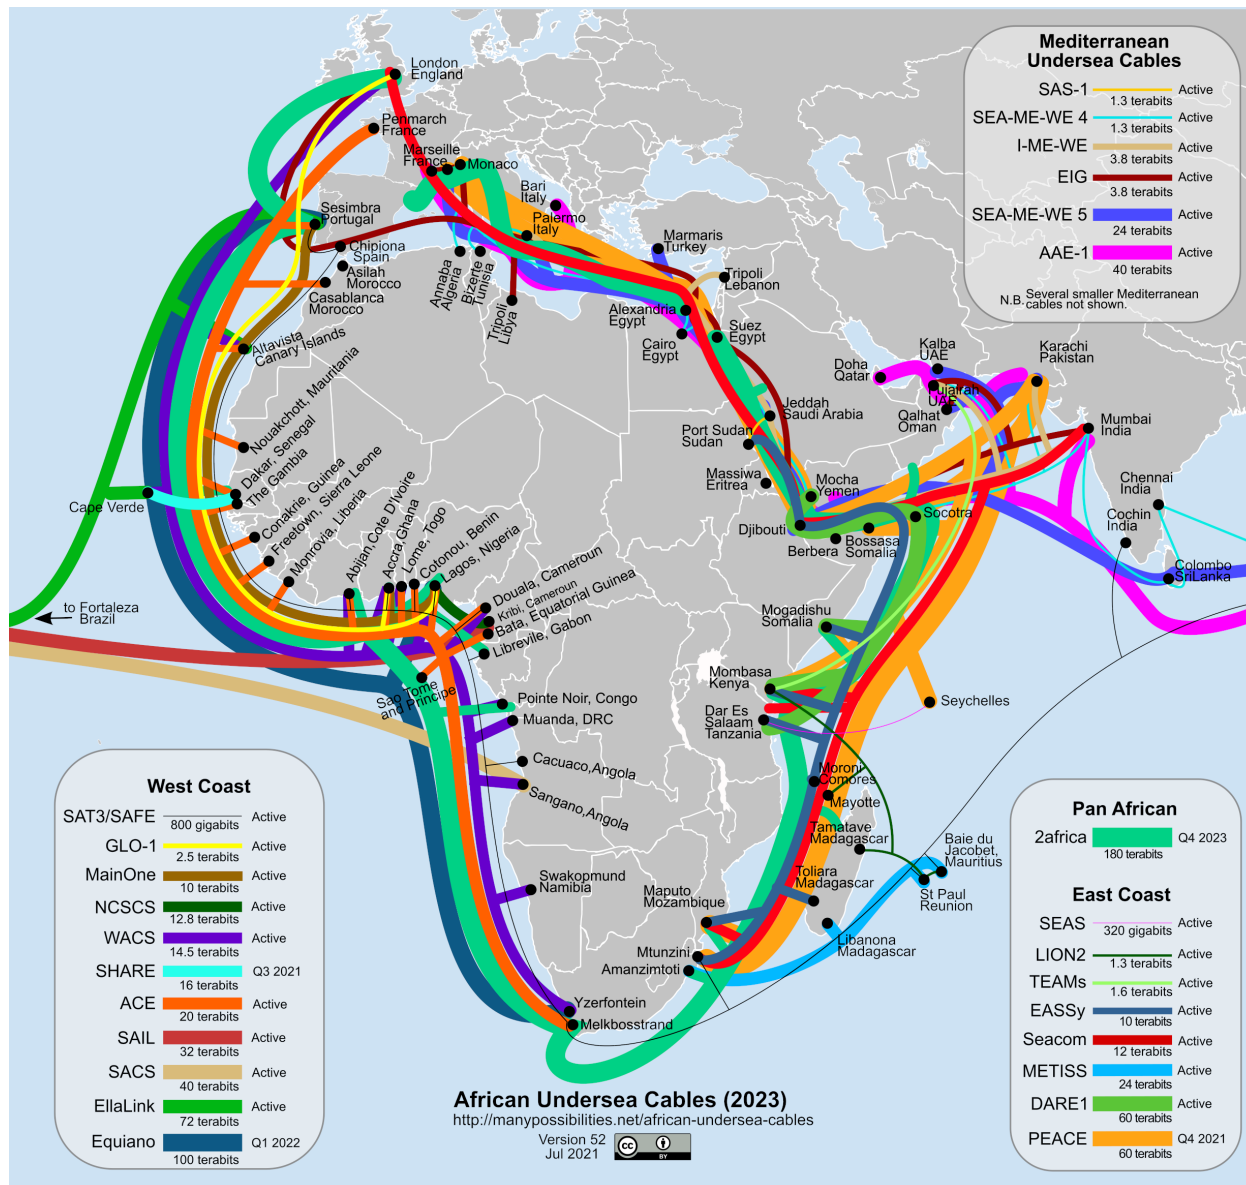 London
England
Penmarch
France
Marseille
France
Monaco
Bari
Italy
Palermo
Italy
Sesimbra
Portugal
Chipiona
Spain
Asilah
Morocco
Casablanca
Morocco
Annaba
Algeria
Bizerte
Tunisia
Tripoli
Libya
Marmaris
Turkey
Tripoli
Lebanon
Alexandria
Egypt
Cairo
Egypt
Suez
Egypt
Altavista
Canary Islands
Nouakchott, Mauritania
Dakar, Senegal
The Gambia
Cape Verde
Conakrie, Guinea
Freetown, Sierra Leone
Monrovia, Liberia
Abijan, Cote D'Ivoire
Accra, Ghana
Lome, Togo
Cotonou, Benin
Lagos, Nigeria
Douala, Cameroun
Kribi, Cameroun
Bata, Equatorial Guinea
Libreville, Gabon
Sao Tome
and Principe
to Fortaleza
Brazil
Pointe Noir, Congo
Muanda, DRC
Cacuaco,Angola
Sangano,Angola
Swakopmund
Namibia
Yzerfontein
Melkbosstrand
Doha
Qatar
Kalba
UAE
Fujairah
UAE
Qalhat
Oman
Karachi
Pakistan
Mumbai
India
Chennai
India
Cochin
India
Colombo
SriLanka
Jeddah
Saudi Arabia
Port Sudan
Sudan
Massiwa
Eritrea
Mocha
Yemen
Djibouti
Berbera
Bossasa
Somalia
Socotra
Mogadishu
Somalia
Mombasa
Kenya
Dar Es
Salaam
Tanzania
Seychelles
Moroni
Comores
Mayotte
Tamatave
Madagascar
Toliara
Madagascar
Libanona
Madagascar
Baie du
Jacobet,
Mauritius
St Paul
Reunion
Maputo
Mozambique
Mtunzini
Amanzimtoti
Mediterranean
Undersea Cables
SAS-1 Active
1.3 terabits
SEA-ME-WE 4 Active
1.3 terabits
I-ME-WE Active
3.8 terabits
EIG Active
3.8 terabits
SEA-ME-WE 5 Active
24 terabits
AAE-1 Active
40 terabits
N.B. Several smaller Mediterranean
cables not shown.
West Coast
SAT3/SAFE Active
800 gigabits
GLO-1 Active
2.5 terabits
MainOne Active
10 terabits
NCSCS Active
12.8 terabits
WACS Active
14.5 terabits
SHARE Q3 2021
16 terabits
ACE Active
20 terabits
SAIL Active
32 terabits
SACS Active
40 terabits
EllaLink Active
72 terabits
Equiano Q1 2022
100 terabits
Pan African
2africa Q4 2023
180 terabits
East Coast
SEAS Active
320 gigabits
LION2 Active
1.3 terabits
TEAMs Active
1.6 terabits
EASSy Active
10 terabits
Seacom Active
12 terabits
METISS Active
24 terabits
DARE1 Active
60 terabits
PEACE Q4 2021
60 terabits
African Undersea Cables (2023)
http://manypossibilities.net/african-undersea-cables
Version 52
Jul 2021
cc
BY